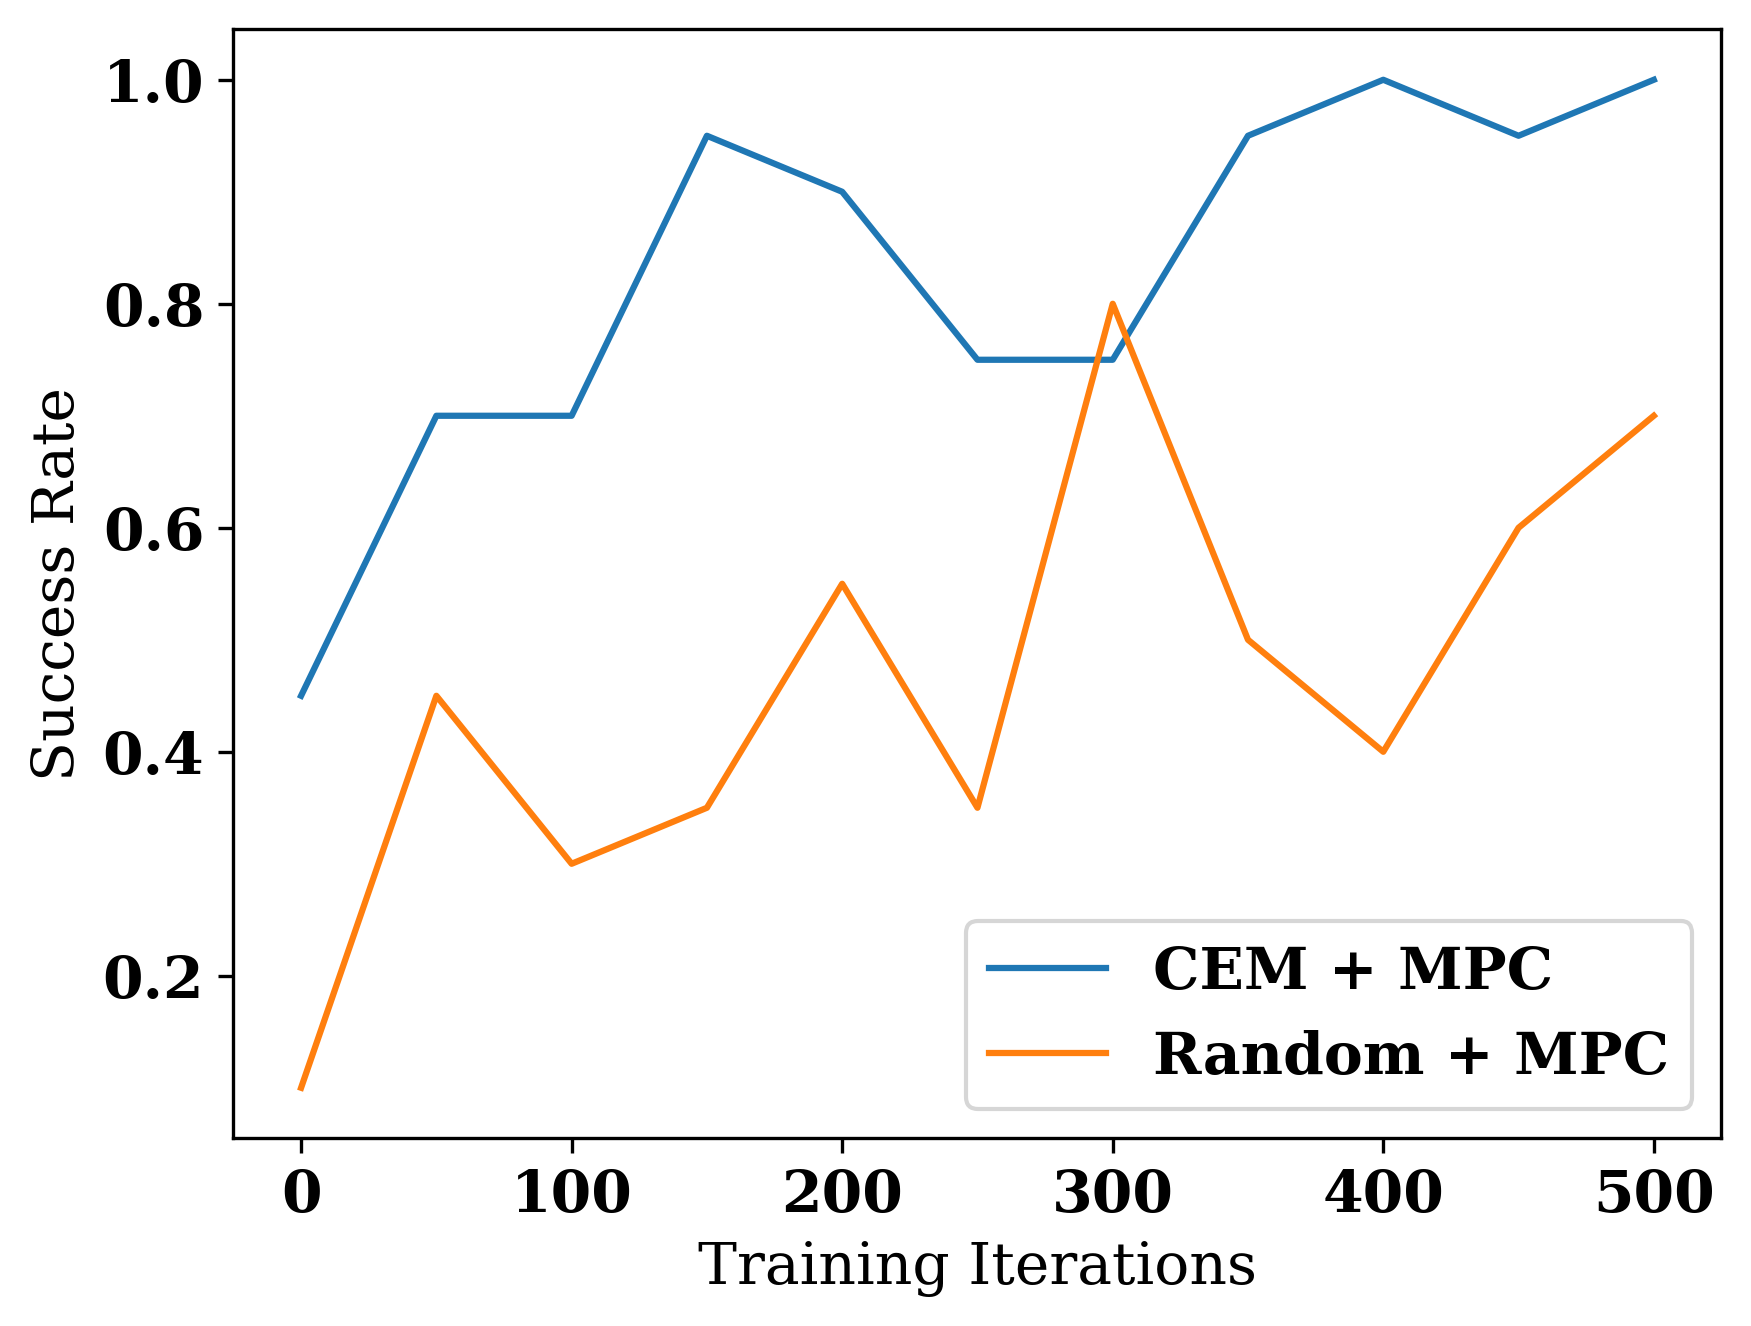 1.0
0.8
0.6
0.4
0.2
Success Rate
CEM + MPC
Random + MPC
0 100 200 300 400 500
Training Iterations